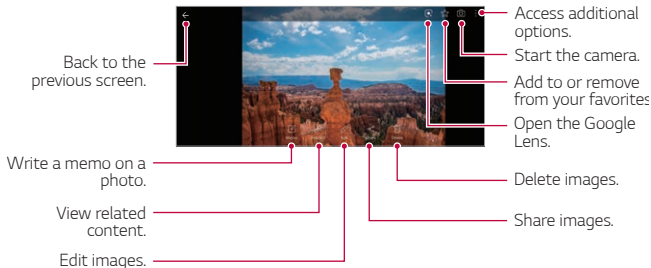 Back to the
previous screen.
Write a memo on a
photo.
View related
content.
Edit images.
Access additional
options.
Start the camera.
Add to or remove
from your favorites
Open the Google
Lens.
Delete images.
Share images.